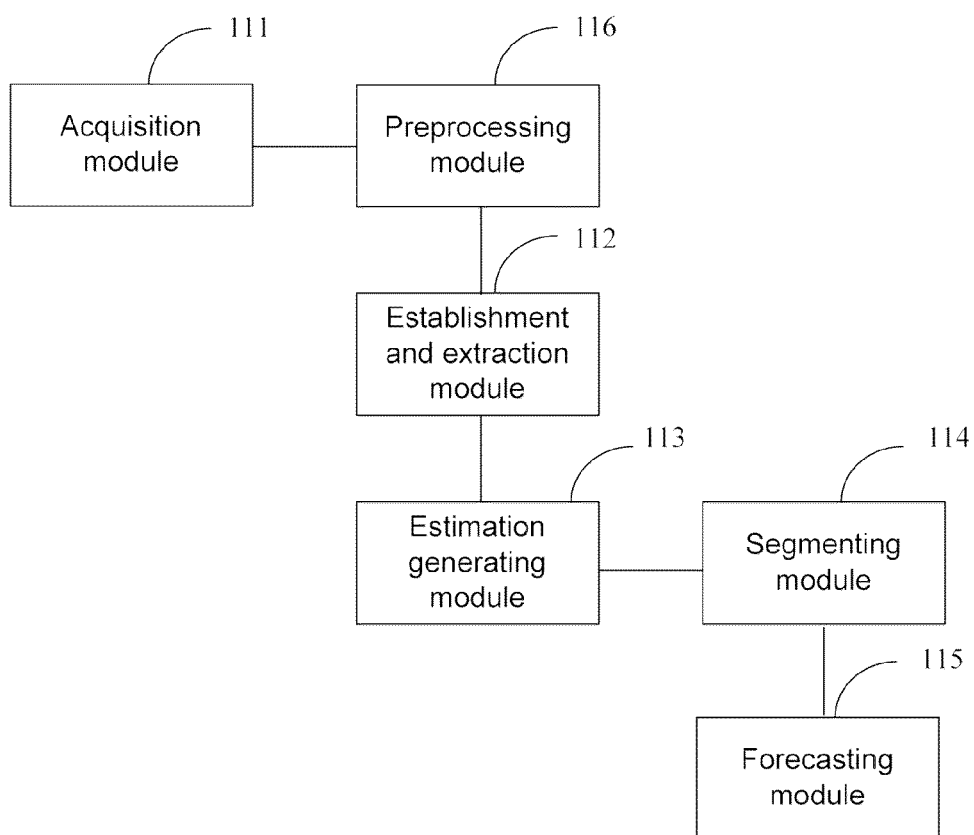 111
116
Acquisition
module
Preprocessing
module
112
Establishment
and extraction
module
113
114
Estimation
generating
module
Segmenting
module
115
Forecasting
module